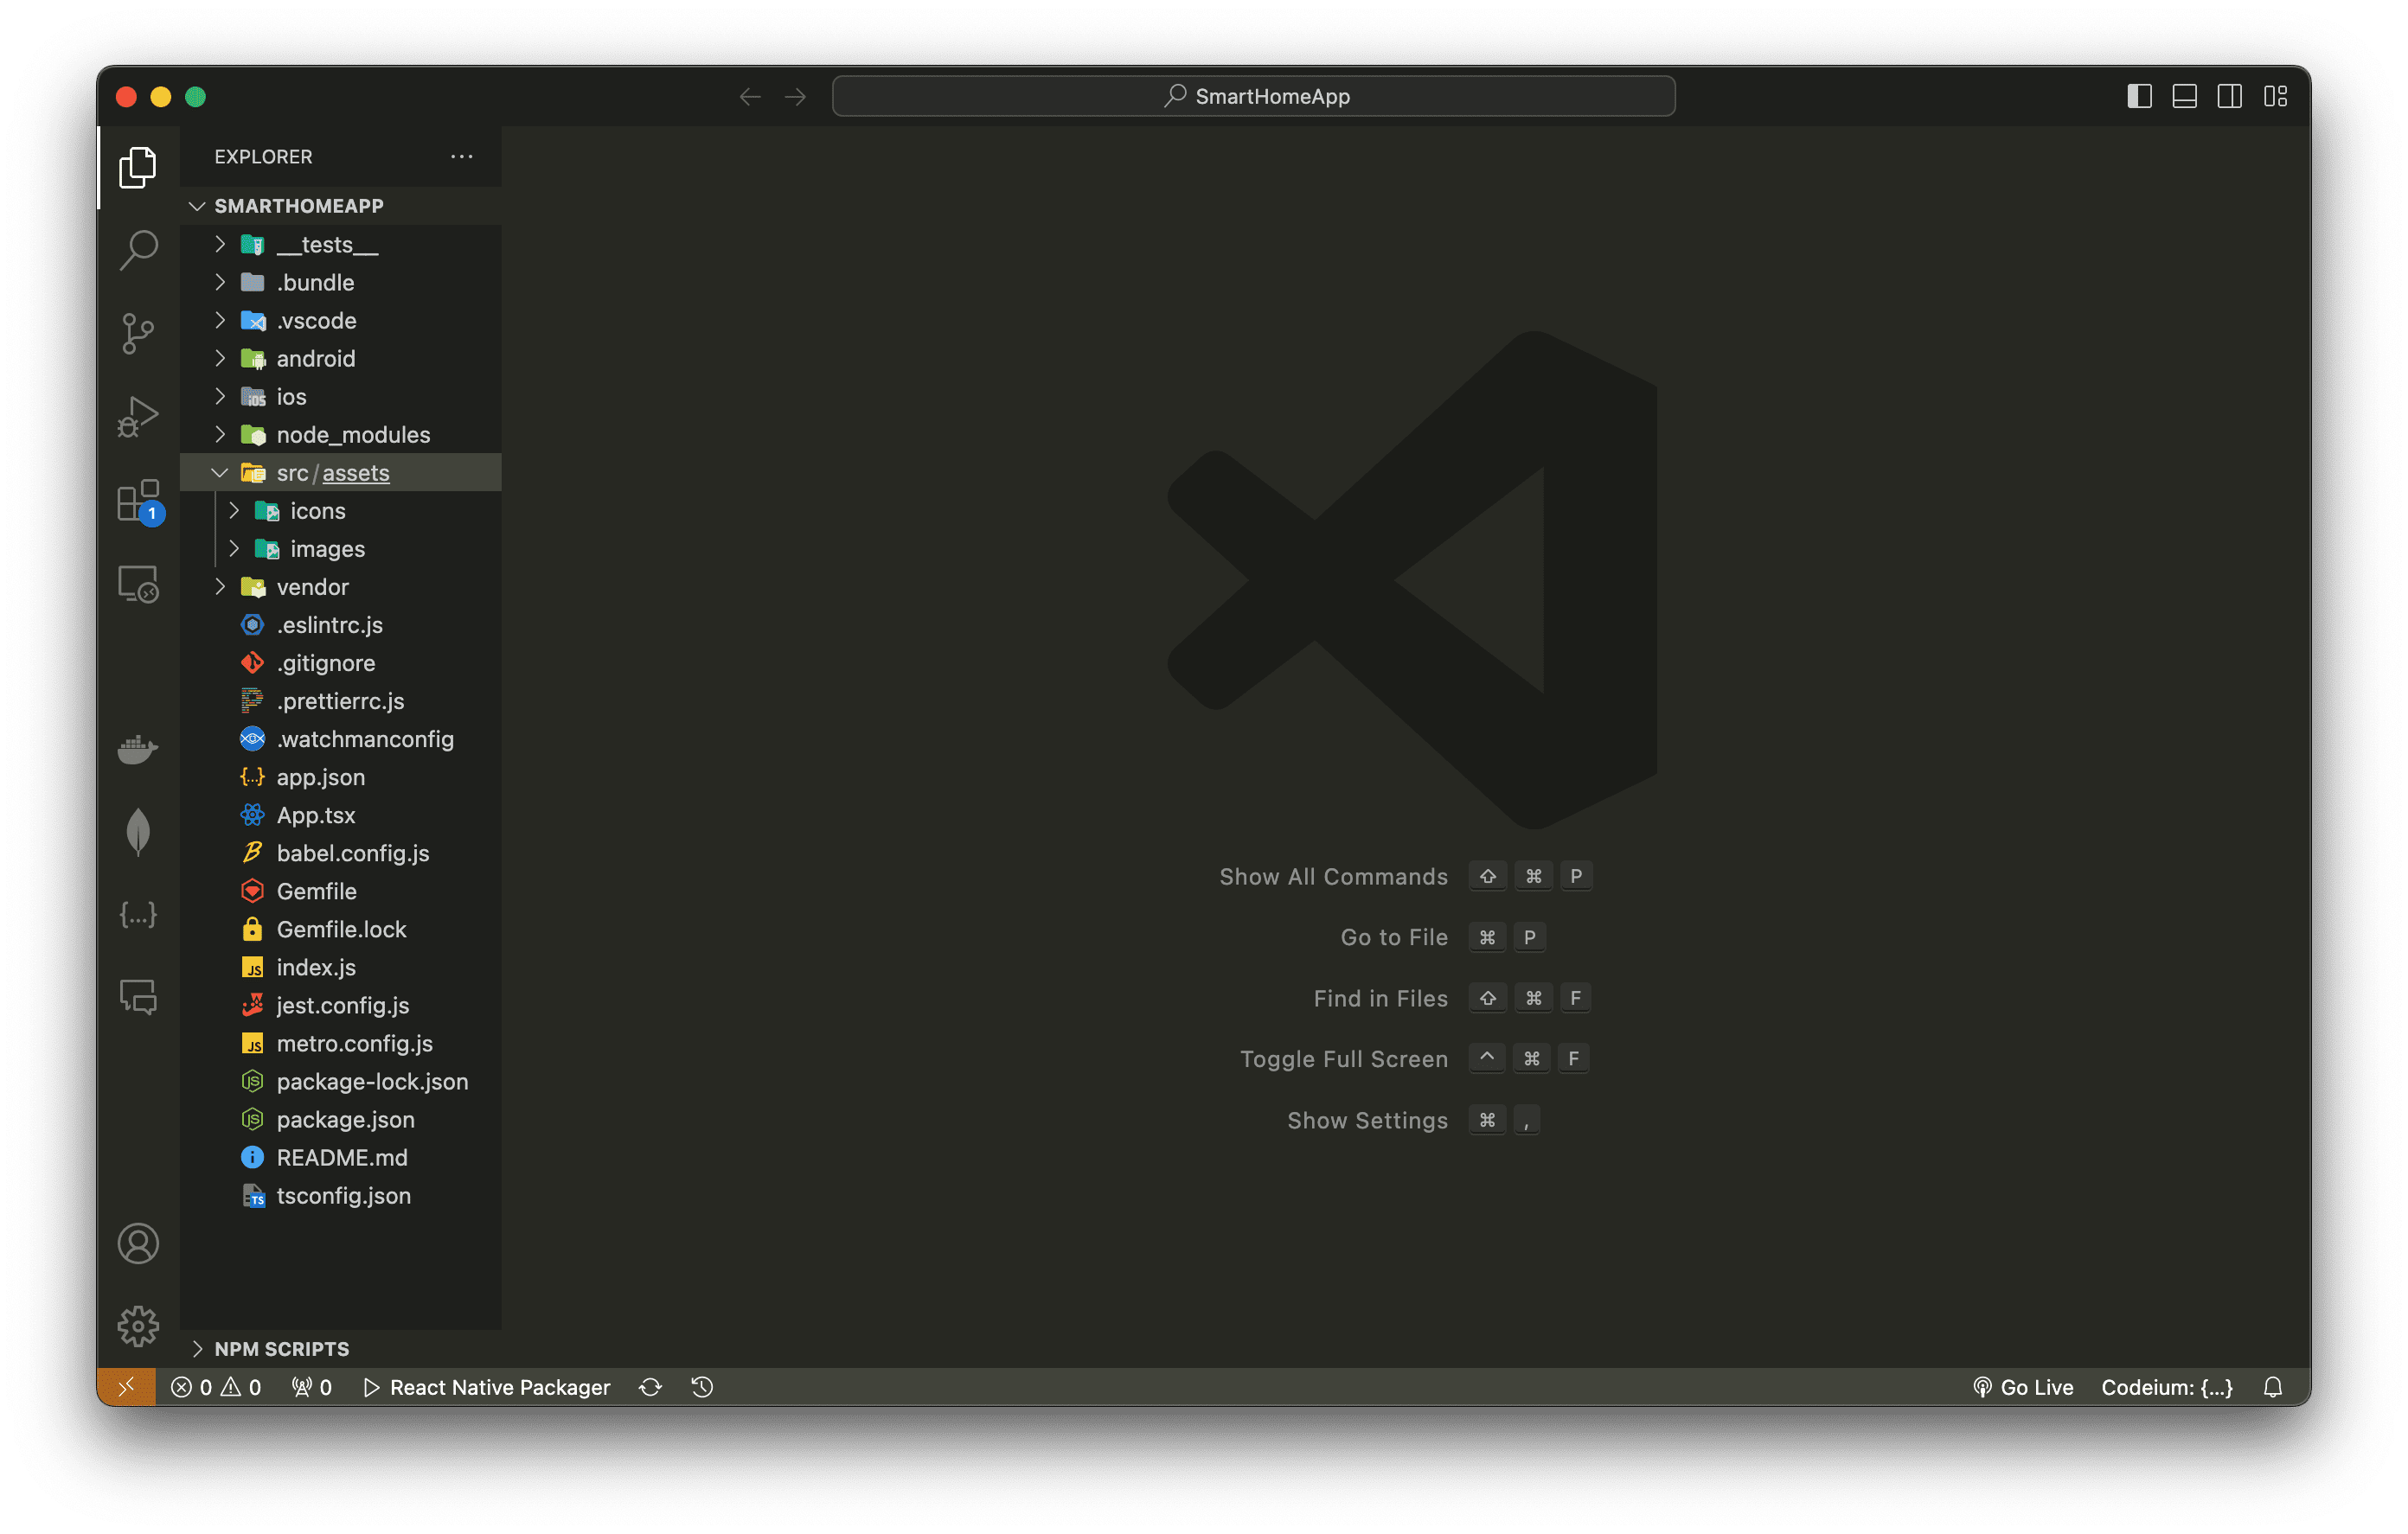 SmartHomeApp
EXPLORER
SMARTHOMEAPP
__tests__
.bundle
.vscode
android
ios
node_modules
src/assets
icons
images
vendor
.eslintrc.js
.gitignore
.prettierrc.js
.watchmanconfig
app.json
App.tsx
babel.config.js
Gemfile
Gemfile.lock
index.js
jest.config.js
metro.config.js
package-lock.json
package.json
README.md
tsconfig.json
NPM SCRIPTS
1
Show All Commands ⇧ ⌘ P
Go to File ⌘ P
Find in Files ⇧ ⌘ F
Toggle Full Screen ^ ⌘ F
Show Settings ⌘ ,
0 0 0 React Native Packager Go Live Codeium: {...}